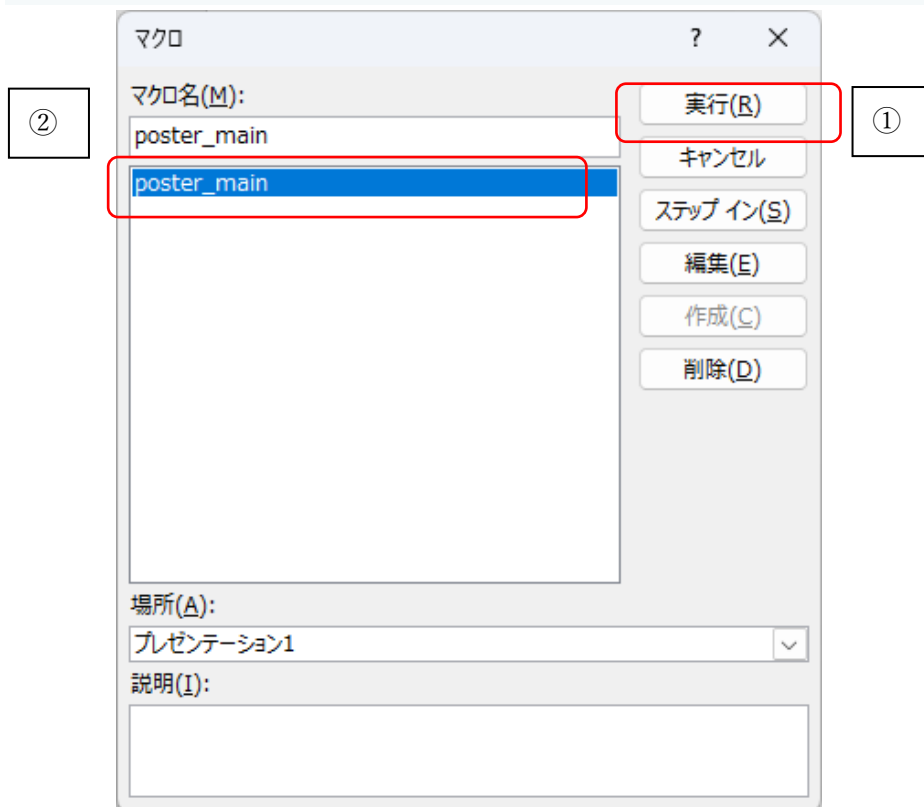 マクロ ? ×
マクロ名(M):
② poster_main
poster_main
実行(R) ①
キャンセル
ステップ イン(S)
編集(E)
作成(C)
削除(D)
場所(A):
プレゼンテーション1
説明(I):